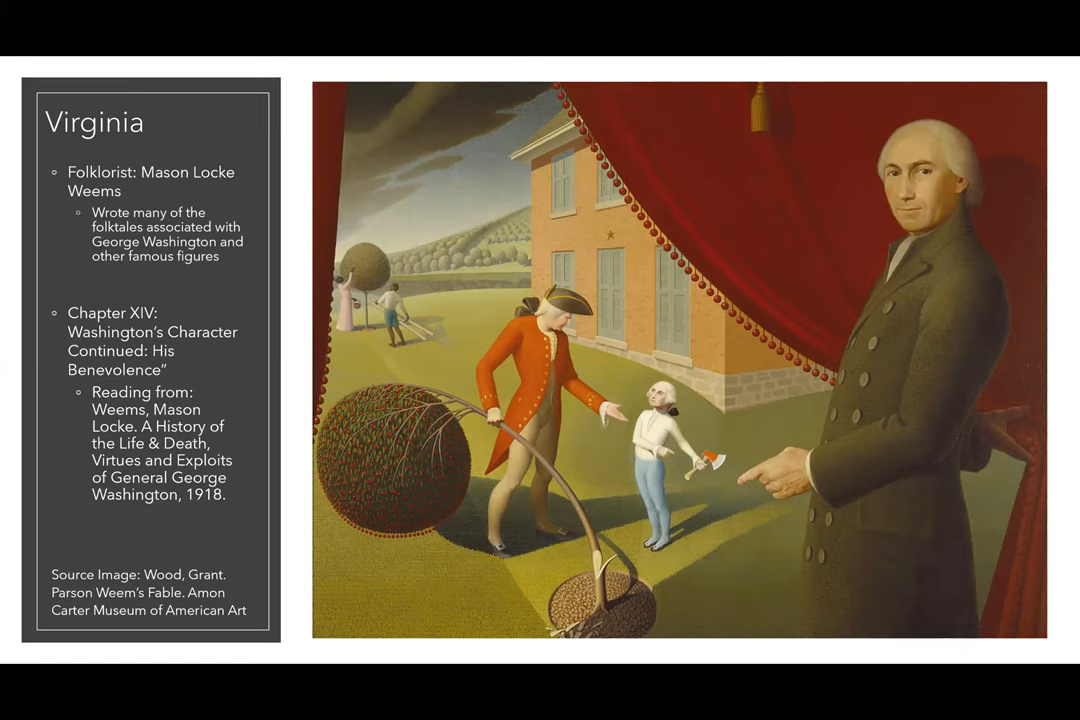 Virginia
Folklorist: Mason Locke
Weems
Wrote many of the
folktales associated with
George Washington and
other famous figures
Chapter XIV:
Washington's Character
Continued: His
Benevolence”
Reading from:
Weems, Mason
Locke. A History of
the Life & Death,
Virtues and Exploits
of General George
Washington, 1918.
Source Image: Wood, Grant.
Parson Weem's Fable. Amon
Carter Museum of American Art